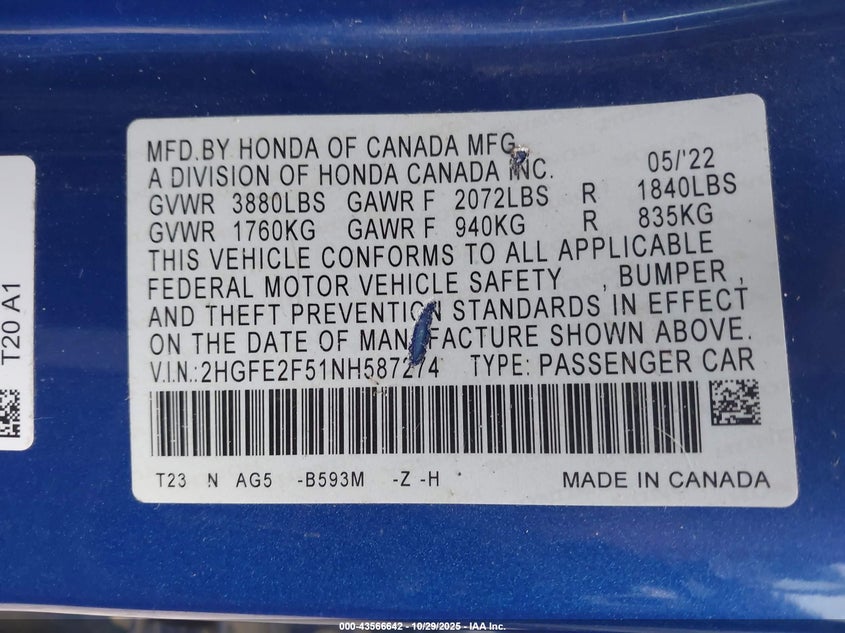 MFD.BY HONDA OF CANADA MFG.
A DIVISION OF HONDA CANADA INC. 05/'22
GVWR 3880LBS GAWR F 2072LBS R 1840LBS
GVWR 1760KG GAWR F 940KG R 835KG
THIS VEHICLE CONFORMS TO ALL APPLICABLE
FEDERAL MOTOR VEHICLE SAFETY , BUMPER ,
AND THEFT PREVENTION STANDARDS IN EFFECT
ON THE DATE OF MANUFACTURE SHOWN ABOVE.
V.I.N.:2HGFE2F51NH587274 TYPE: PASSENGER CAR
T23 N AG5 -B593M -Z -H MADE IN CANADA
T20 A1
000-43566642 - 10/29/2025 - IAA Inc.